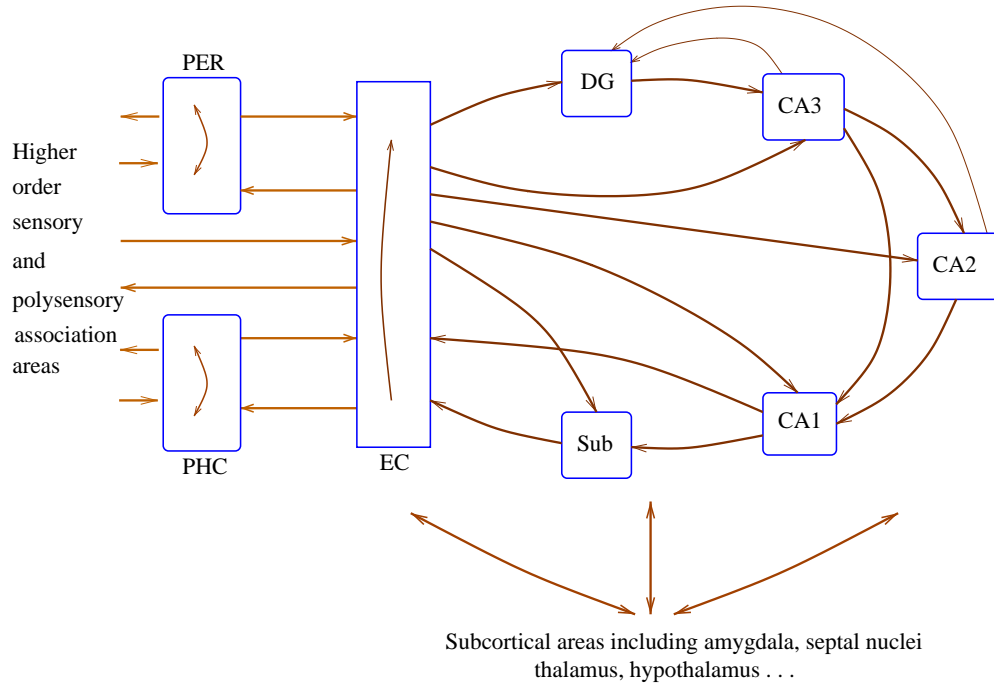 PER
DG
CA3
Higher
order
sensory
and
polysensory
association
areas
CA2
CA1
Sub
PHC
EC
Subcortical areas including amygdala, septal nuclei
thalamus, hypothalamus . . .